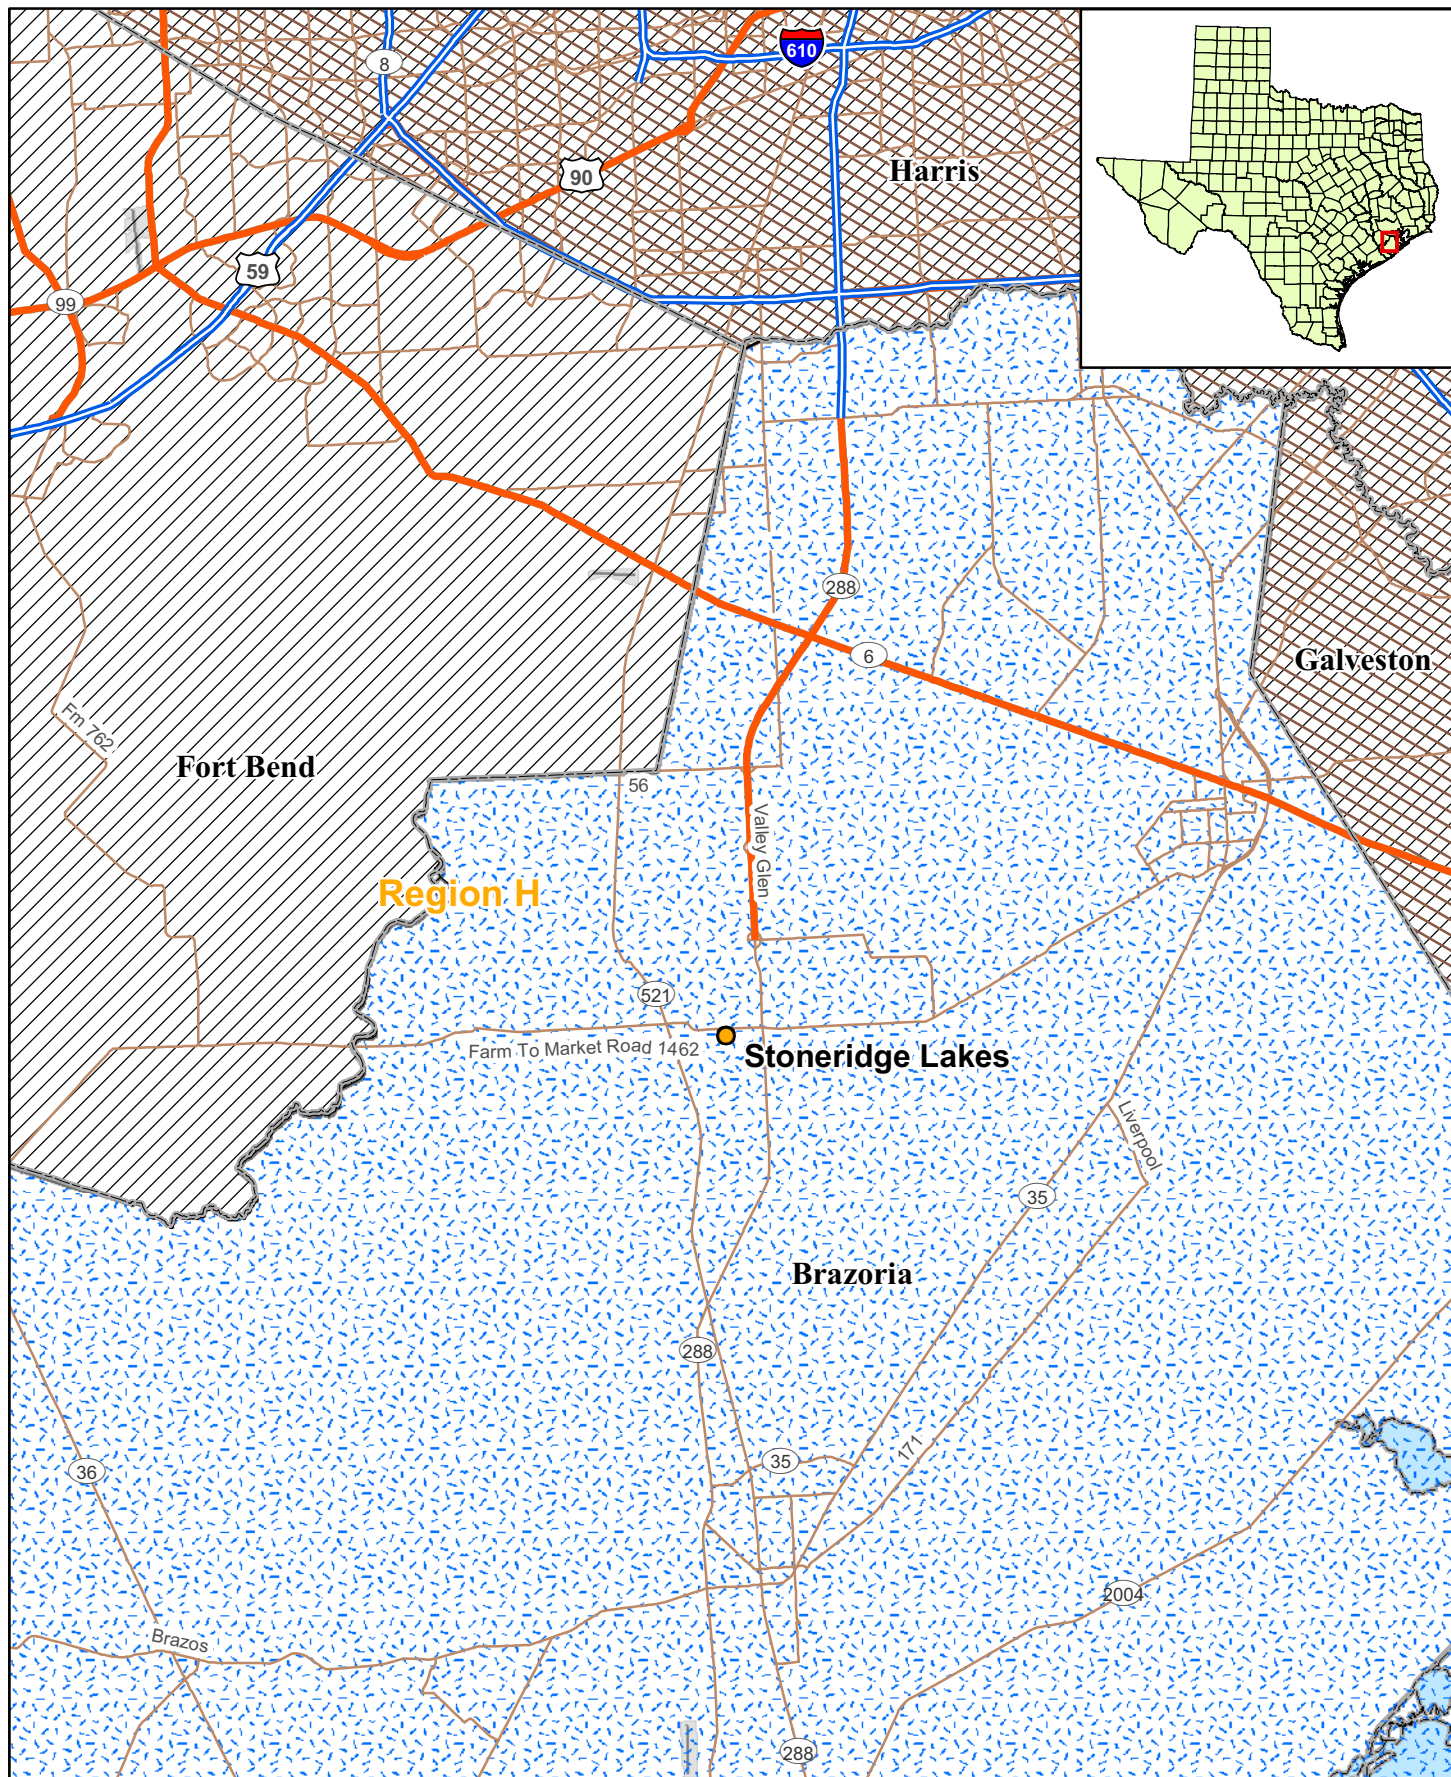 610
8
Harris
90
59
99
288
6
Galveston
Fm 762
Fort Bend
56
Valley Glen
Region H
521
Farm To Market Road 1462
Stoneridge Lakes
Liverpool
35
Brazoria
288
35
171
36
2004
Brazos
288